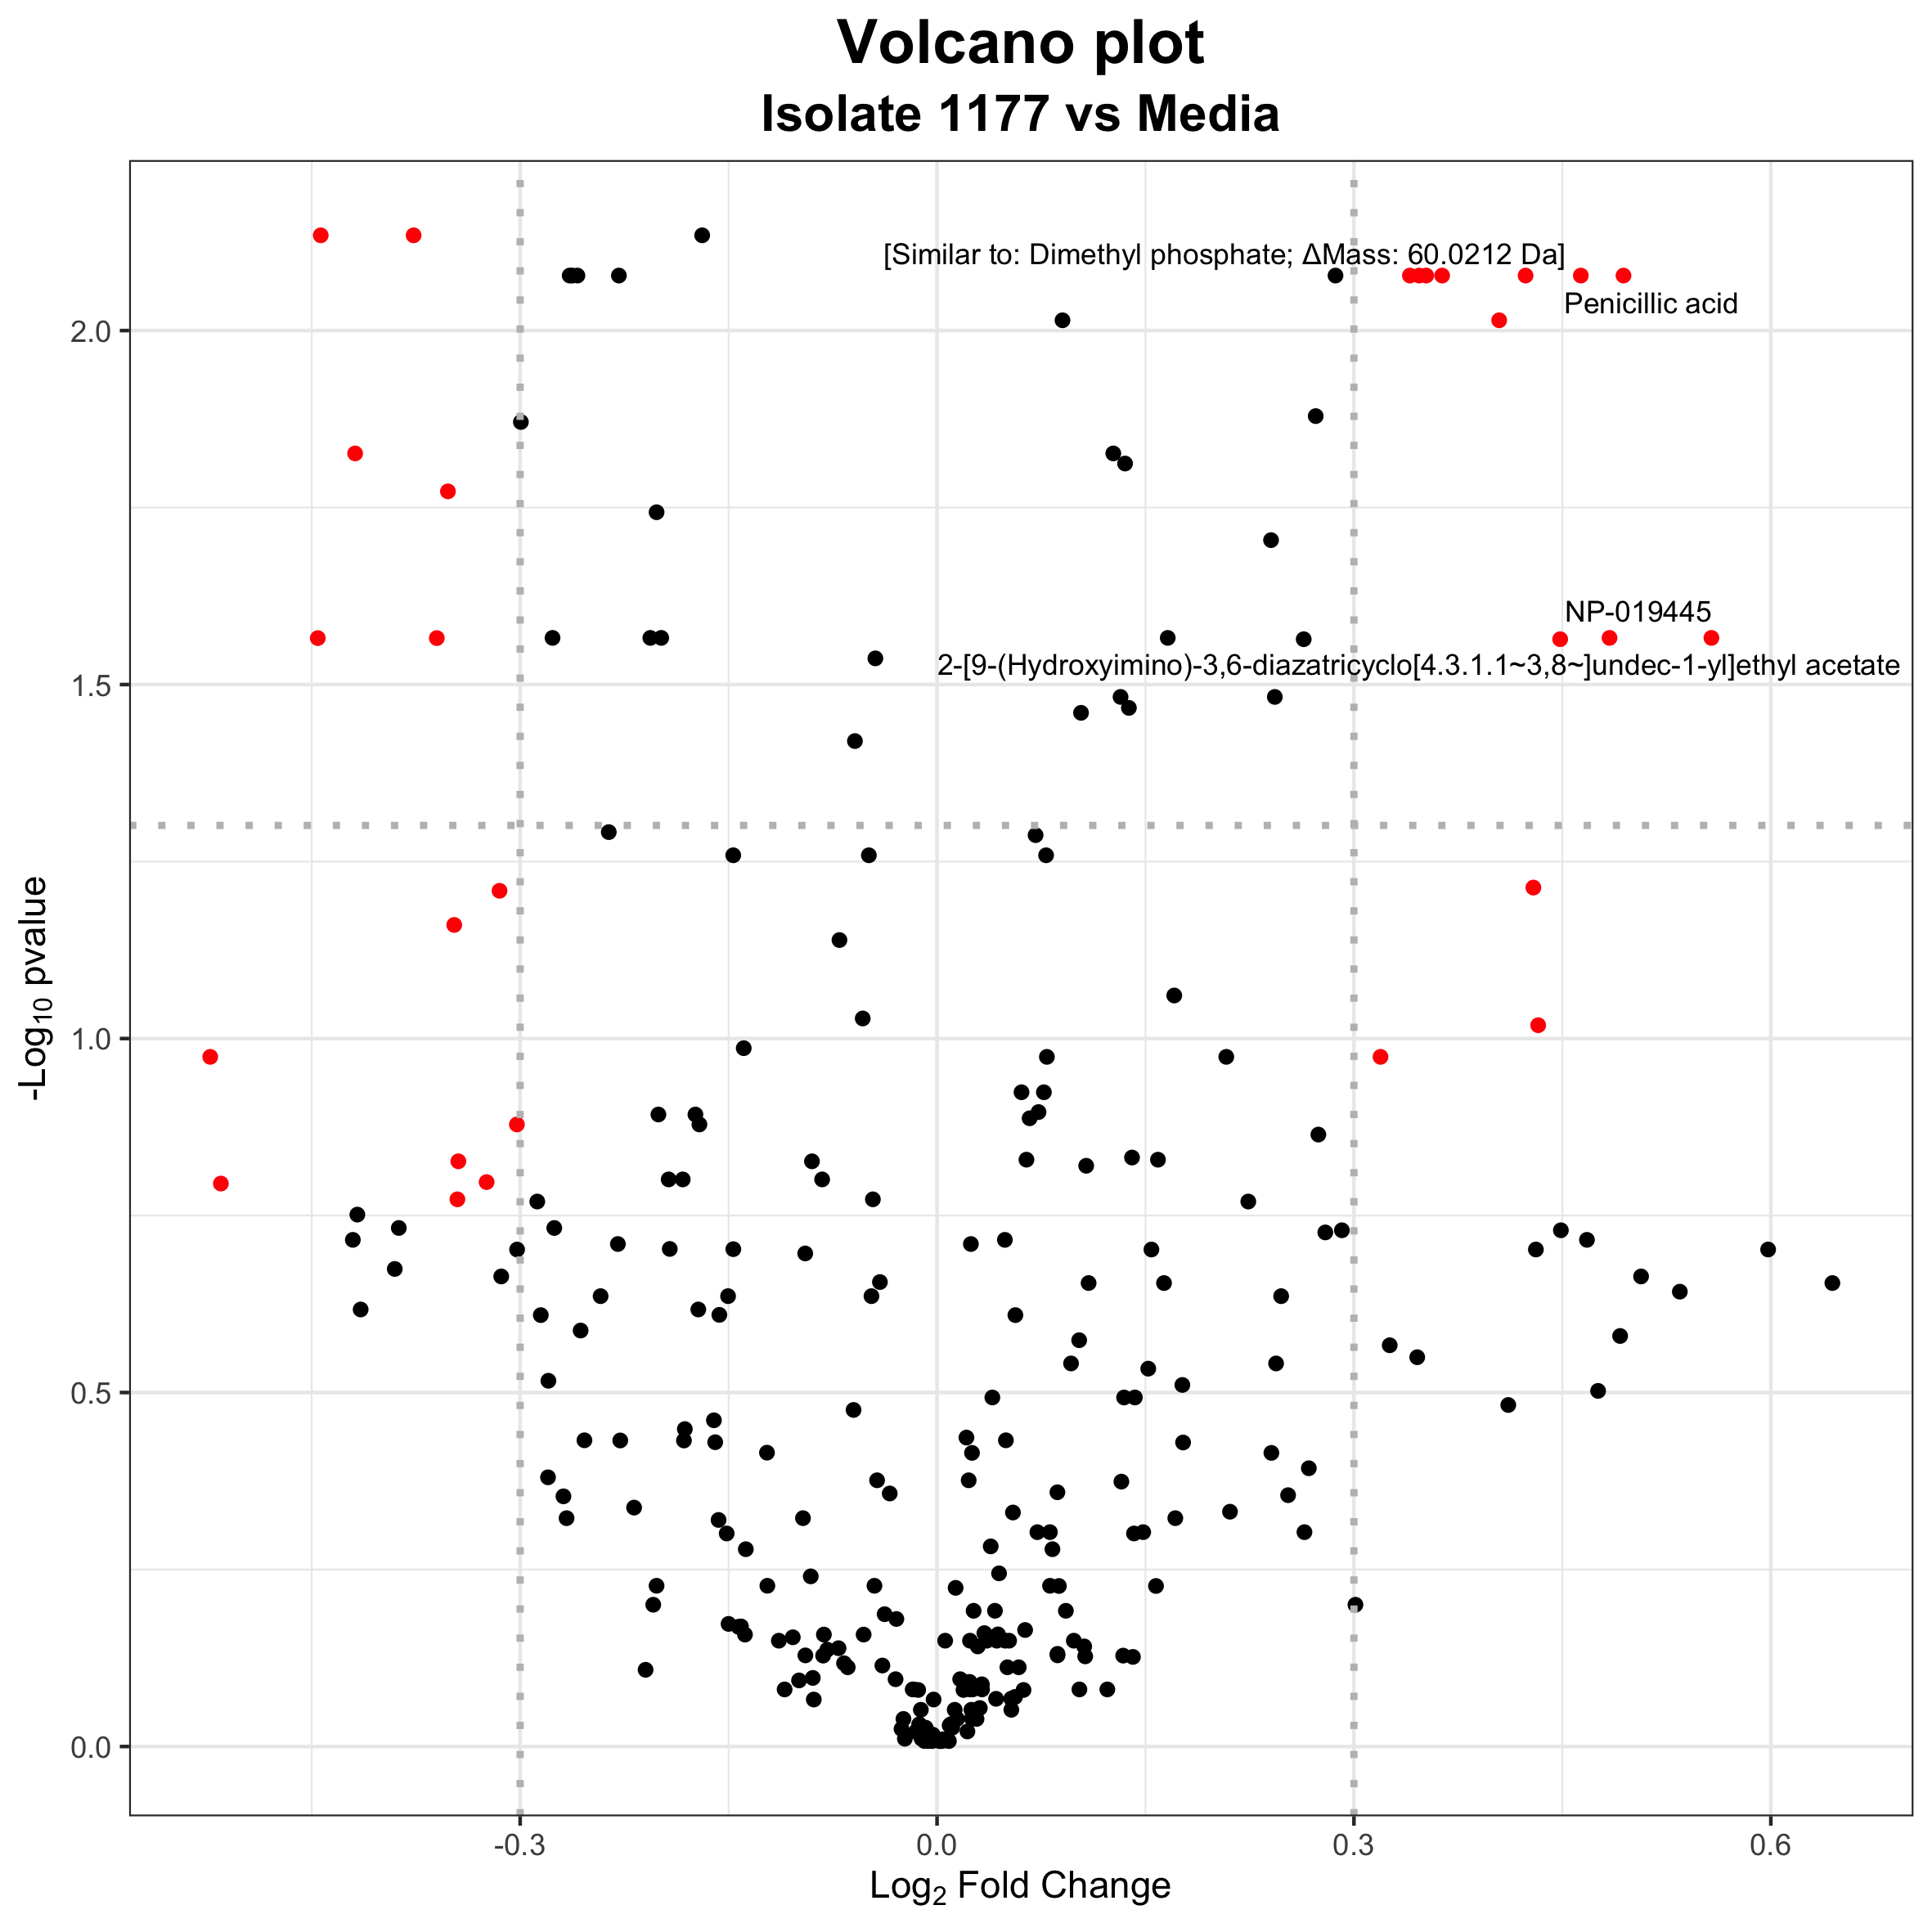 Volcano plot
Isolate 1177 vs Media
[Similar to: Dimethyl phosphate; ΔMass: 60.0212 Da]
Penicillic acid
2.0
NP-019445
2-[9-(Hydroxyimino)-3,6-diazatricyclo[4.3.1.1~3,8~]undec-1-yl]ethyl acetate
1.5
-Log10 pvalue
1.0
0.5
0.0
-0.3 0.0 0.3 0.6
Log2 Fold Change